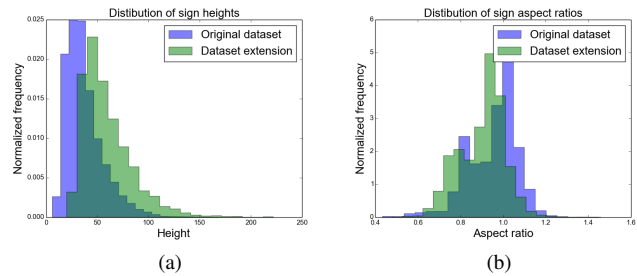 Distibution of sign heights
Original dataset
Dataset extension
Normalized frequency
0.025
0.020
0.015
0.010
0.005
0.000
0
50
100
150
200
250
Height
(a)
Distibution of sign aspect ratios
Original dataset
Dataset extension
Normalized frequency
6
5
4
3
2
1
0
0.4
0.6
0.8
1.0
1.2
1.4
1.6
Aspect ratio
(b)